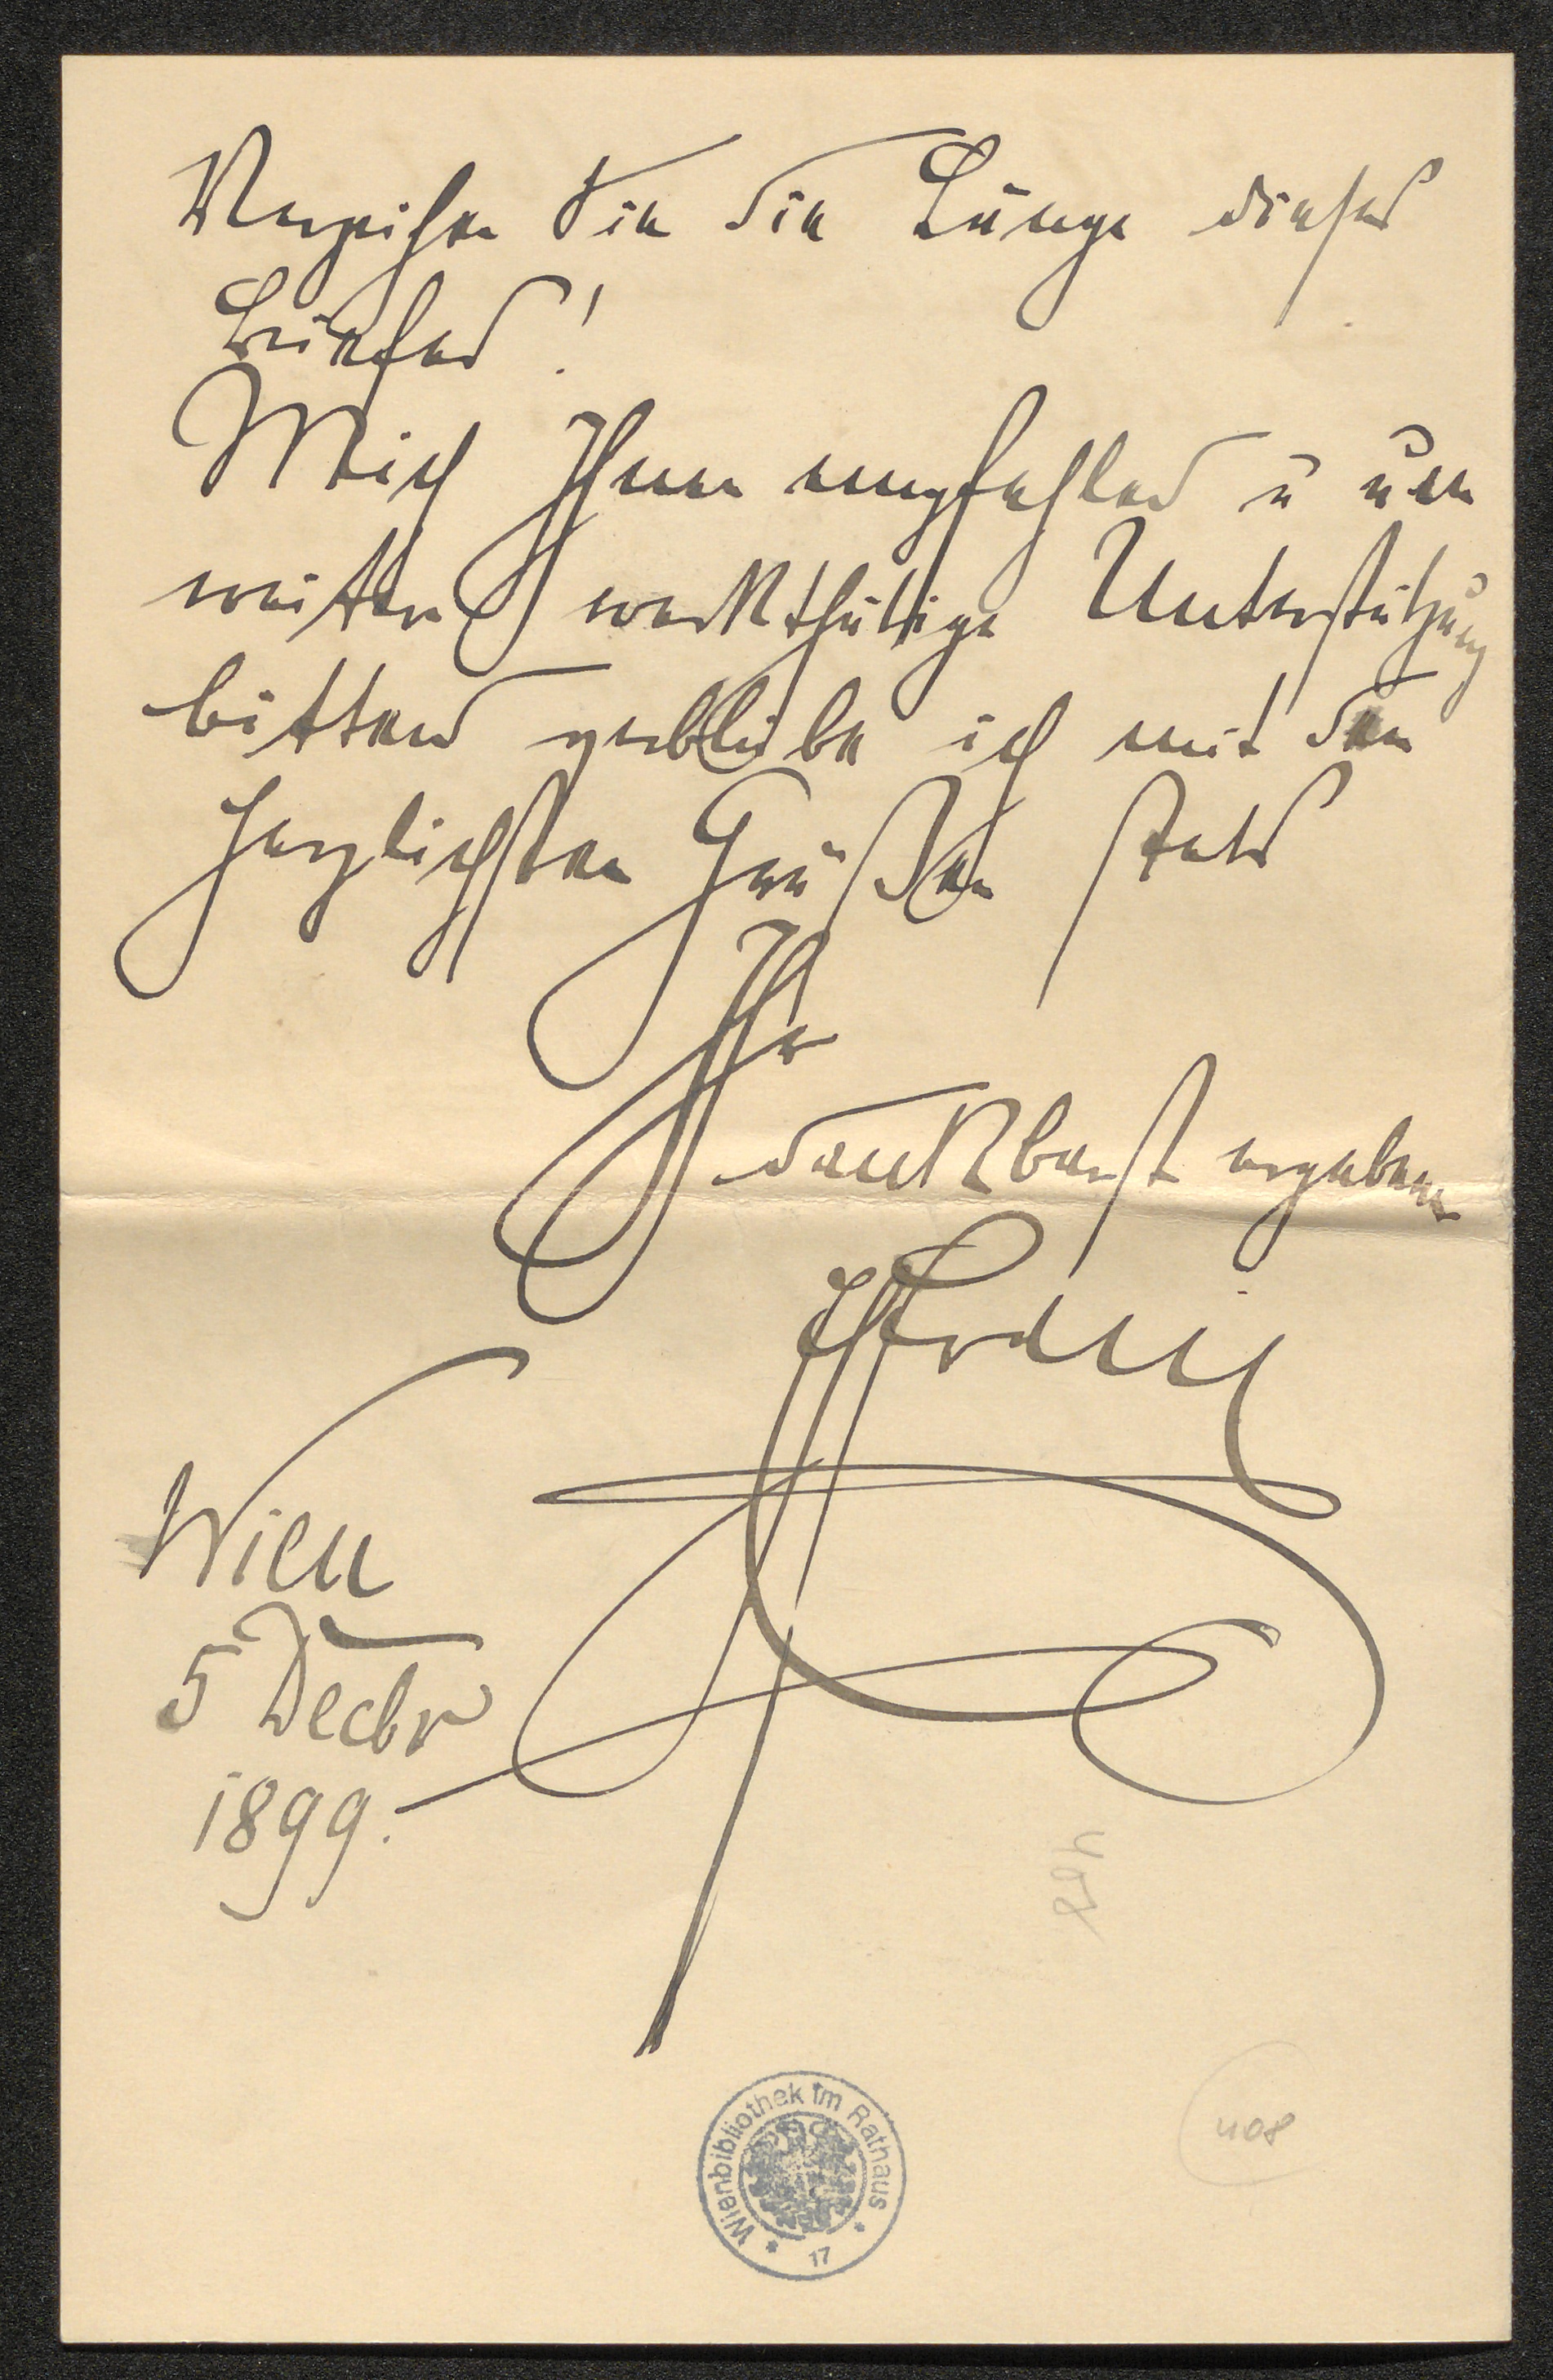 Verzeihen Sie die Länge dieses
Briefes!
Mich Ihnen empfehlend u um
weitere werkthätige Unterstützung
bittend verbleibe ich mit den
herzlichsten Grüßen stets
Ihr
dankbarst ergebener
Wien
5 Decbr
1899.
408
Wienbibliothek im Rathaus
* 17 *